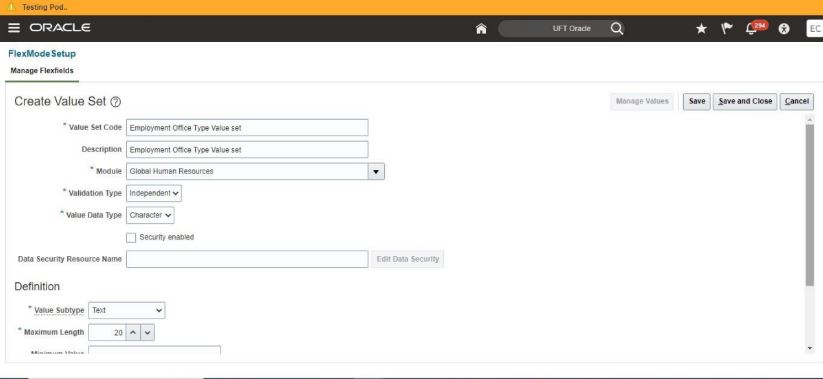 Testing Pod..
ORACLE
UFT Oracle
294
EC
FlexModeSetup
Manage Flexfields
Create Value Set
Manage Values Save Save and Close Cancel
* Value Set Code Employment Office Type Value set
Description Employment Office Type Value set
* Module Global Human Resources
* Validation Type Independent
* Value Data Type Character
Security enabled
Data Security Resource Name Edit Data Security
Definition
* Value Subtype Text
* Maximum Length 20
Minimum Value